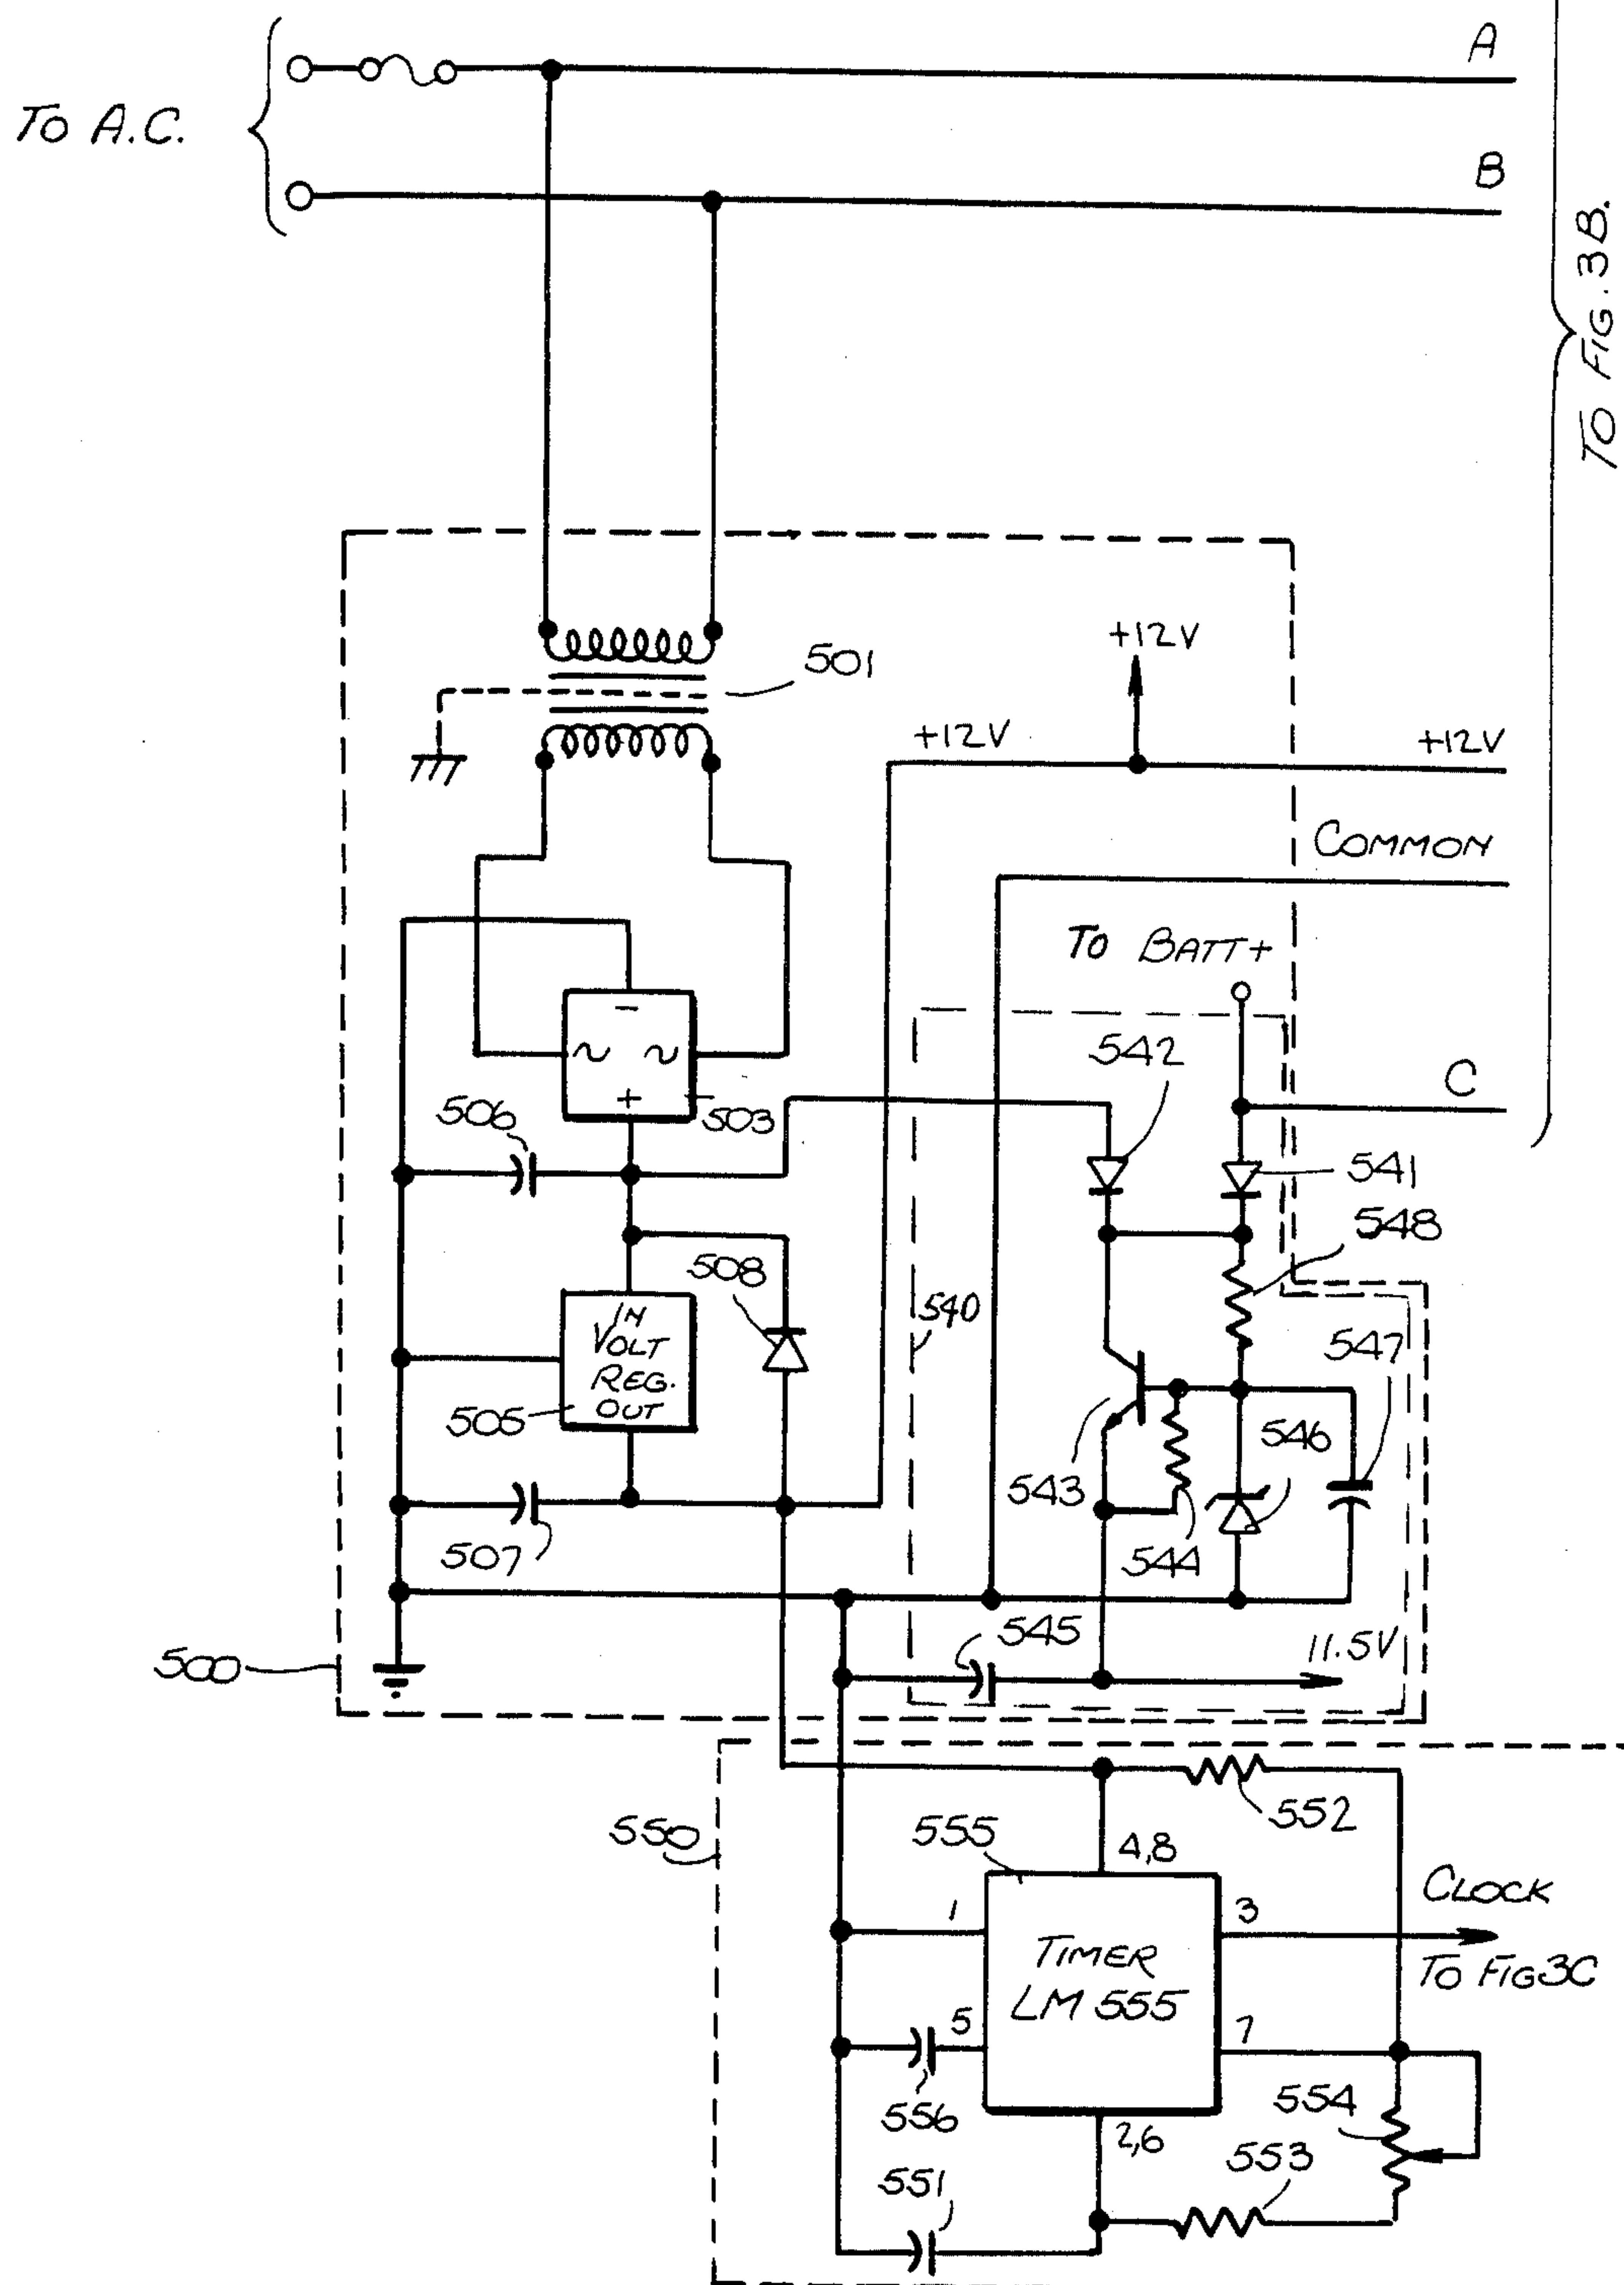 A
TO A.C.
B
TO FIG. 3B.
501
+12V
+12V
+12V
COMMON
TO BATT+
−
~ ~
+
503
542
C
506
541
548
508
IN
VOLT
REG.
OUT
505
540
547
546
543
544
507
545
11.5V
500
552
550
555
4,8
CLOCK
1
3
TIMER
LM 555
TO FIG3C
5
7
556
554
2,6
553
551